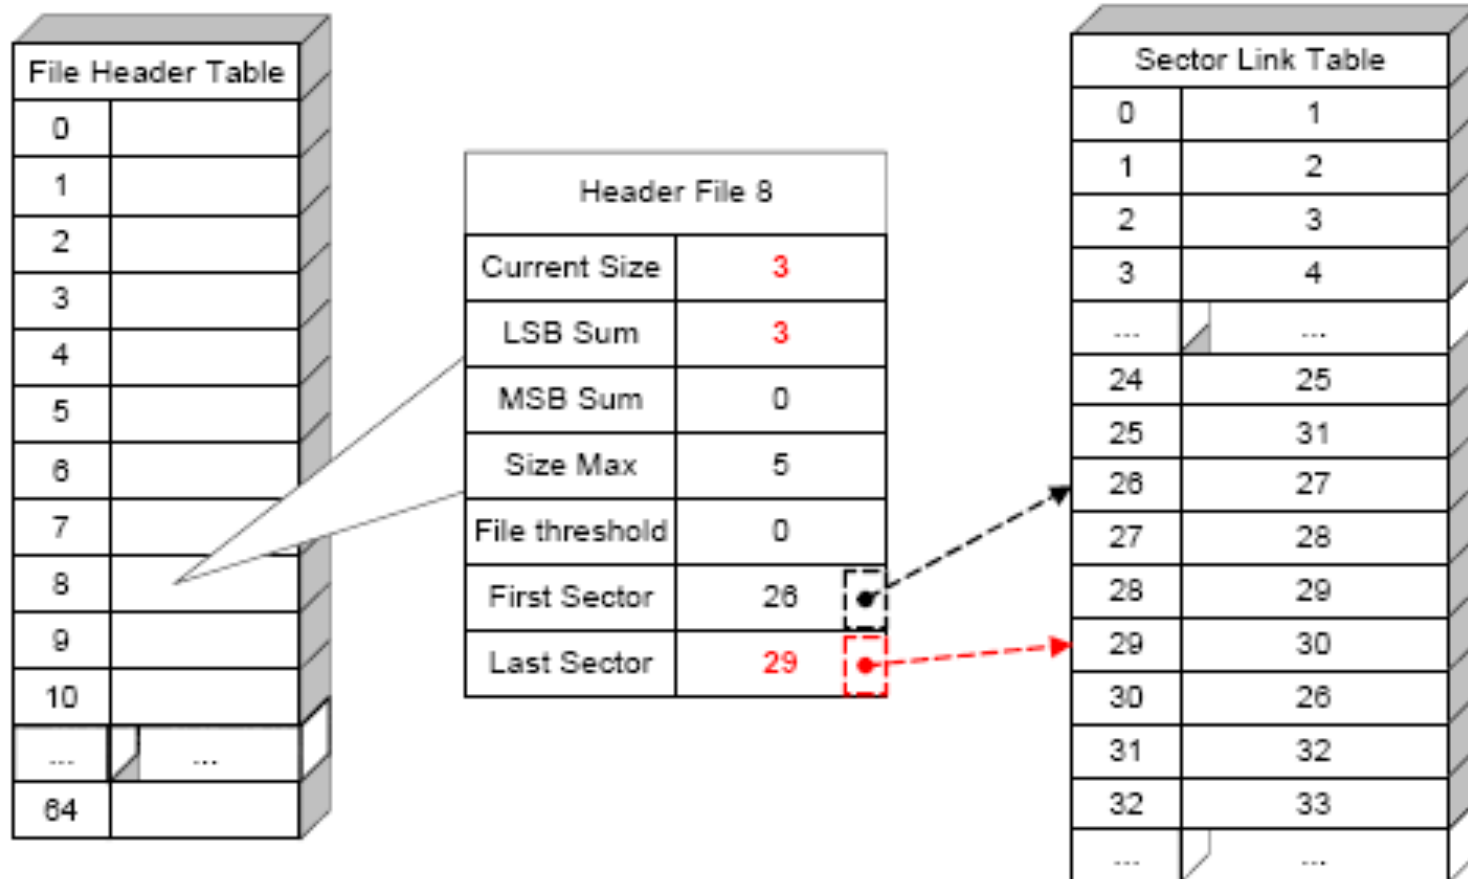 File Header Table
0
1
2
3
4
5
6
7
8
9
10
... ...
64
Header File 8
Current Size 3
LSB Sum 3
MSB Sum 0
Size Max 5
File threshold 0
First Sector 26
Last Sector 29
Sector Link Table
0 1
1 2
2 3
3 4
... ...
24 25
25 31
26 27
27 28
28 29
29 30
30 26
31 32
32 33
... ...